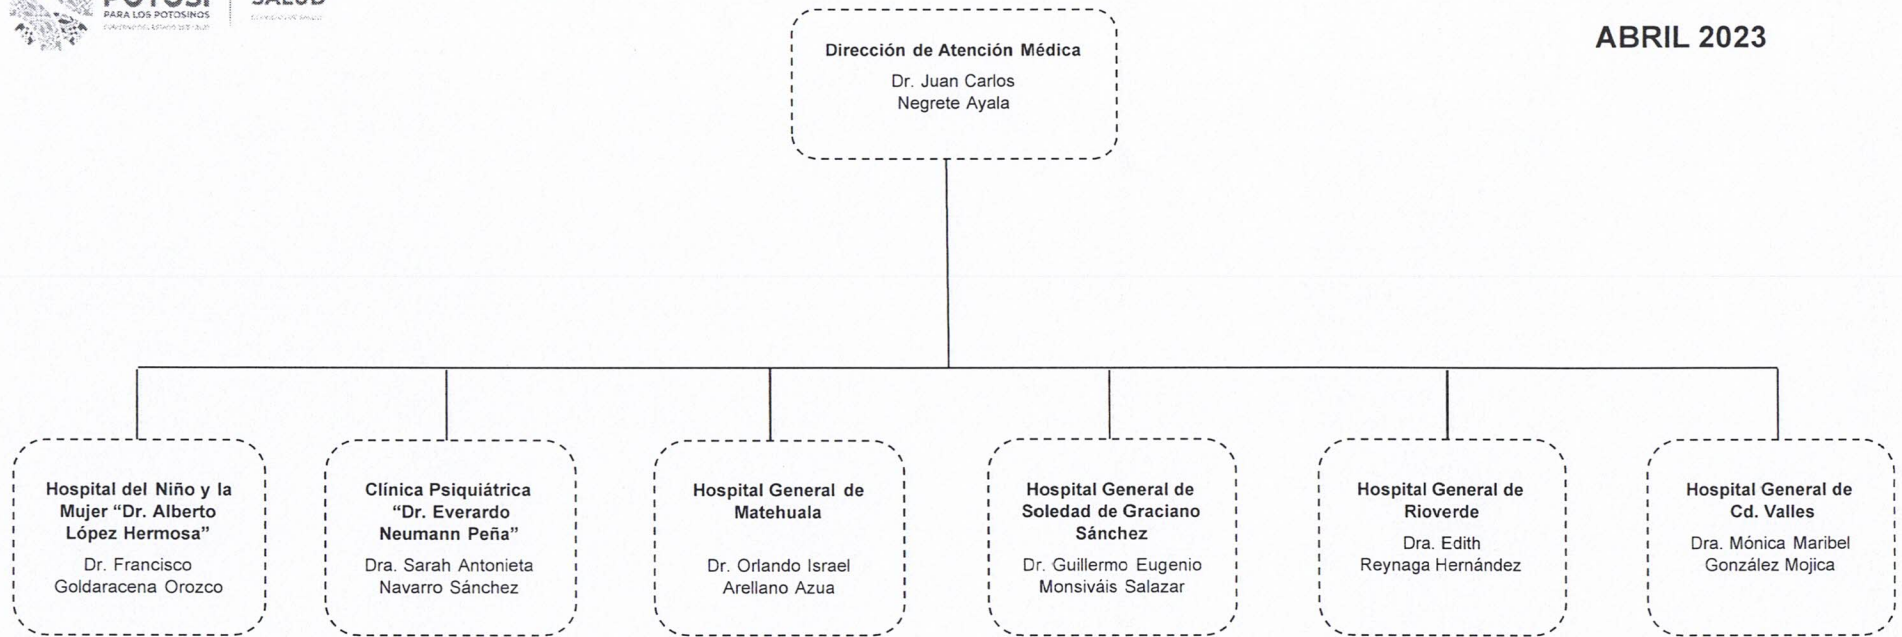 POTOSÍ
PARA LOS POTOSINOS
SALUD
ABRIL 2023
Dirección de Atención Médica
Dr. Juan Carlos
Negrete Ayala
Hospital del Niño y la
Mujer “Dr. Alberto
López Hermosa”
Dr. Francisco
Goldaracena Orozco
Clínica Psiquiátrica
“Dr. Everardo
Neumann Peña”
Dra. Sarah Antonieta
Navarro Sánchez
Hospital General de
Matehuala
Dr. Orlando Israel
Arellano Azua
Hospital General de
Soledad de Graciano
Sánchez
Dr. Guillermo Eugenio
Monsiváis Salazar
Hospital General de
Rioverde
Dra. Edith
Reynaga Hernández
Hospital General de
Cd. Valles
Dra. Mónica Maribel
González Mojica